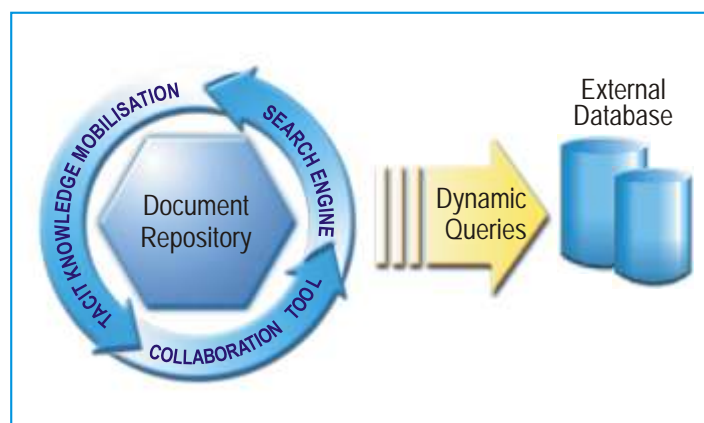 TACIT KNOWLEDGE MOBILISATION
SEARCH ENGINE
COLLABORATION TOOL
Document
Repository
Dynamic
Queries
External
Database